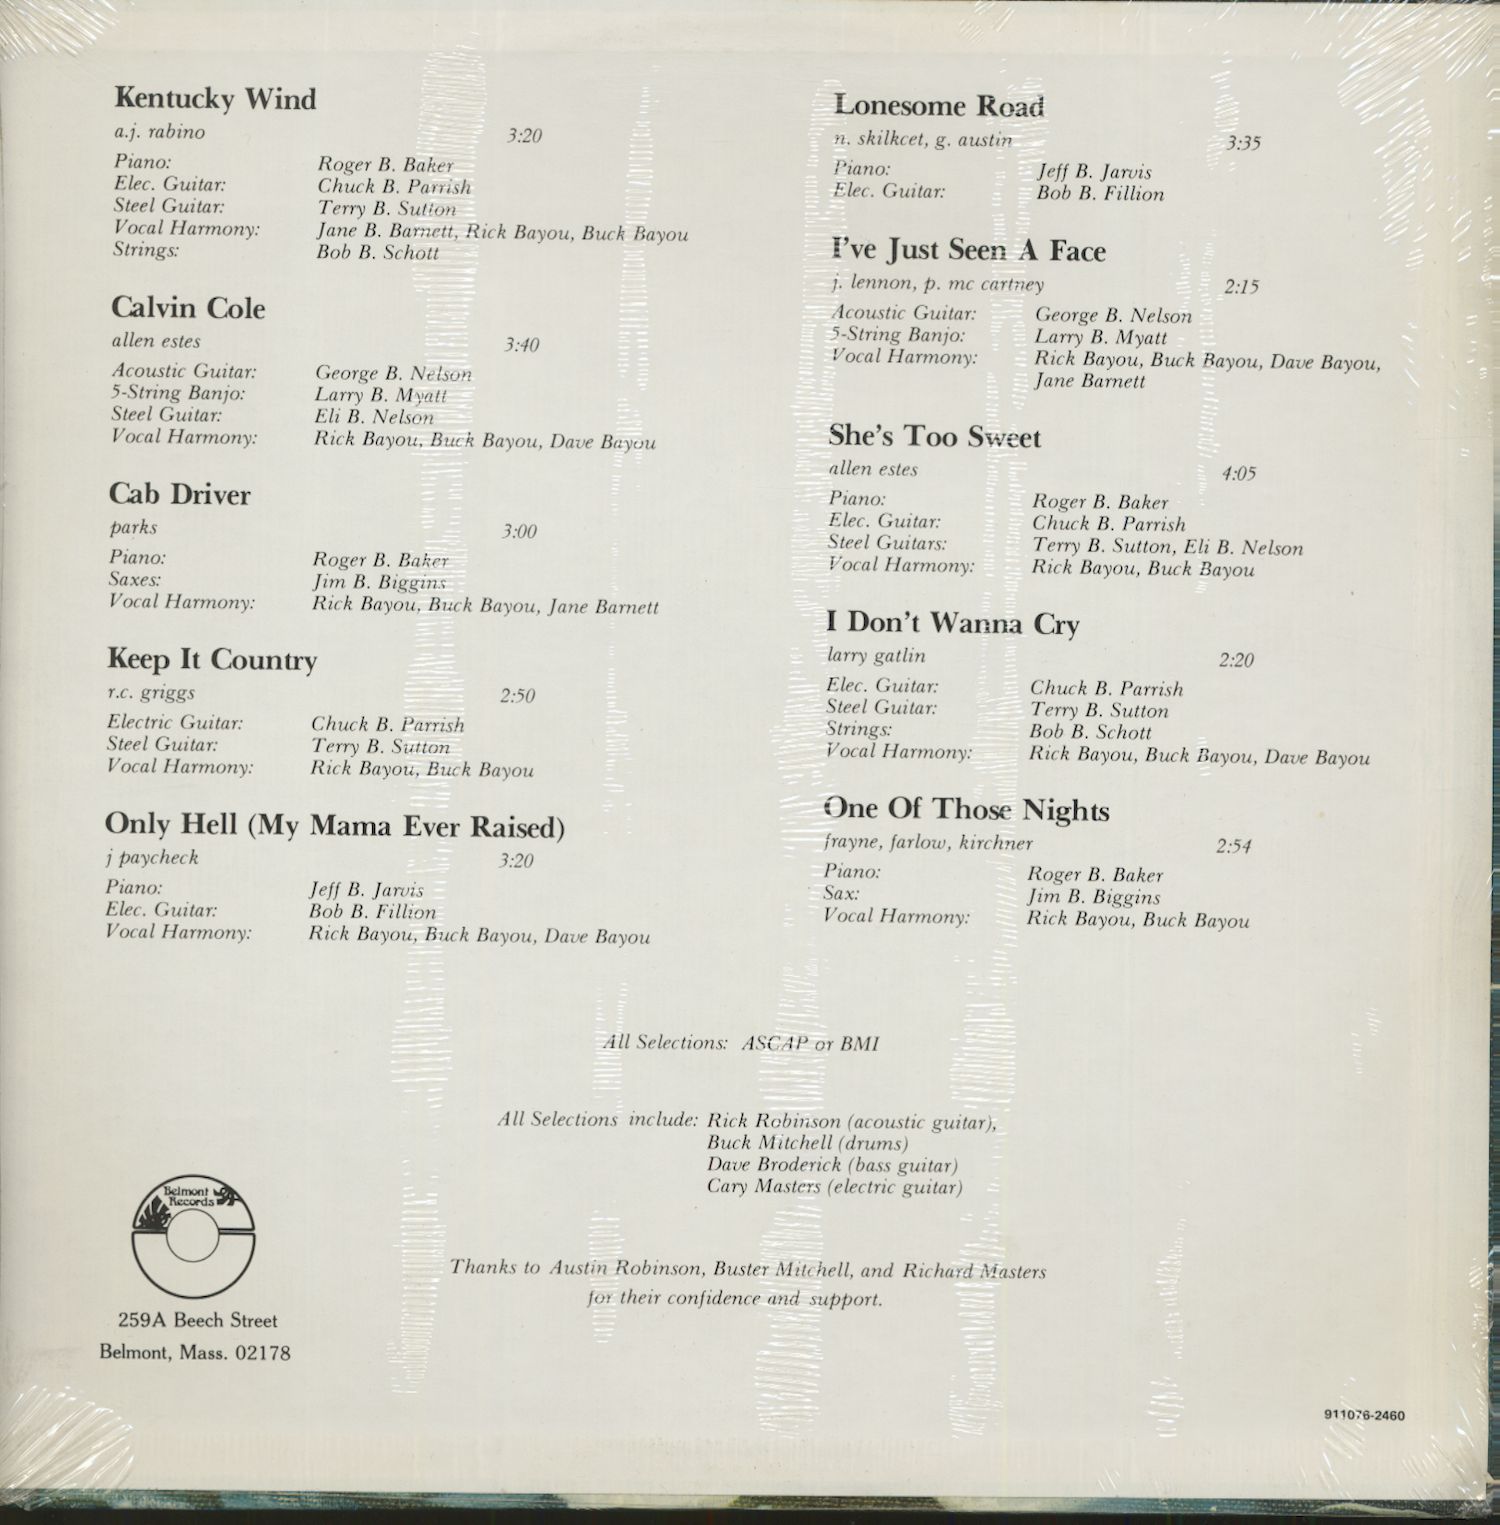 Kentucky Wind
a.j. rabino 3:20
Piano: Roger B. Baker
Elec. Guitar: Chuck B. Parrish
Steel Guitar: Terry B. Sutton
Vocal Harmony: Jane B. Barnett, Rick Bayou, Buck Bayou
Strings: Bob B. Schott
Calvin Cole
allen estes 3:40
Acoustic Guitar: George B. Nelson
5-String Banjo: Larry B. Myatt
Steel Guitar: Eli B. Nelson
Vocal Harmony: Rick Bayou, Buck Bayou, Dave Bayou
Cab Driver
parks 3:00
Piano: Roger B. Baker
Saxes: Jim B. Biggins
Vocal Harmony: Rick Bayou, Buck Bayou, Jane Barnett
Keep It Country
r.c. griggs 2:50
Electric Guitar: Chuck B. Parrish
Steel Guitar: Terry B. Sutton
Vocal Harmony: Rick Bayou, Buck Bayou
Only Hell (My Mama Ever Raised)
j paycheck 3:20
Piano: Jeff B. Jarvis
Elec. Guitar: Bob B. Fillion
Vocal Harmony: Rick Bayou, Buck Bayou, Dave Bayou
Lonesome Road
n. skilkcet, g. austin 3:35
Piano: Jeff B. Jarvis
Elec. Guitar: Bob B. Fillion
I've Just Seen A Face
j. lennon, p. mc cartney 2:15
Acoustic Guitar: George B. Nelson
5-String Banjo: Larry B. Myatt
Vocal Harmony: Rick Bayou, Buck Bayou, Dave Bayou,
Jane Barnett
She's Too Sweet
allen estes 4:05
Piano: Roger B. Baker
Elec. Guitar: Chuck B. Parrish
Steel Guitars: Terry B. Sutton, Eli B. Nelson
Vocal Harmony: Rick Bayou, Buck Bayou
I Don't Wanna Cry
larry gatlin 2:20
Elec. Guitar: Chuck B. Parrish
Steel Guitar: Terry B. Sutton
Strings: Bob B. Schott
Vocal Harmony: Rick Bayou, Buck Bayou, Dave Bayou
One Of Those Nights
frayne, farlow, kirchner 2:54
Piano: Roger B. Baker
Sax: Jim B. Biggins
Vocal Harmony: Rick Bayou, Buck Bayou
All Selections: ASCAP or BMI
All Selections include: Rick Robinson (acoustic guitar),
Buck Mitchell (drums)
Dave Broderick (bass guitar)
Cary Masters (electric guitar)
Thanks to Austin Robinson, Buster Mitchell, and Richard Masters
for their confidence and support.
Belmont
Records
259A Beech Street
Belmont, Mass. 02178
911076-2460